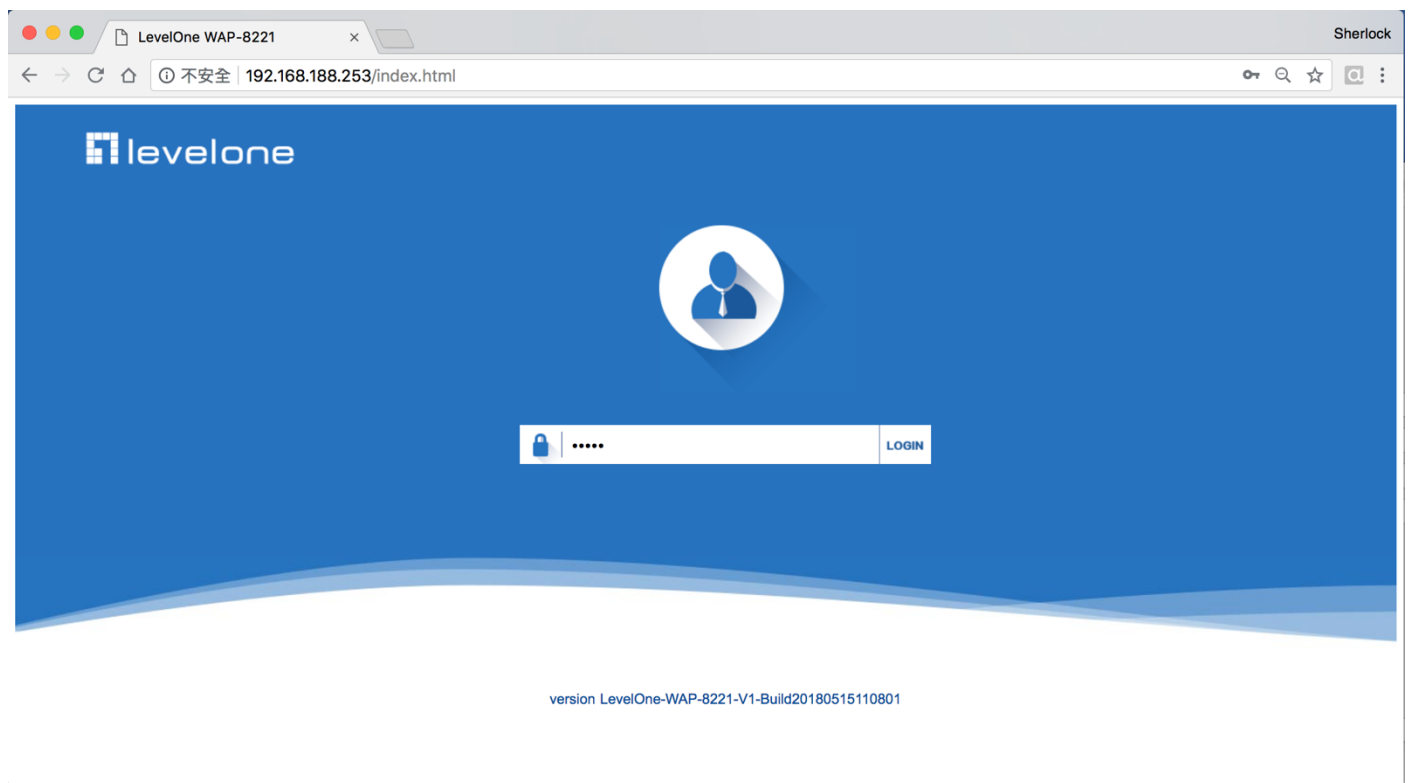 LevelOne WAP-8221
Sherlock
不安全 192.168.188.253/index.html
levelone
•••••
LOGIN
version LevelOne-WAP-8221-V1-Build20180515110801